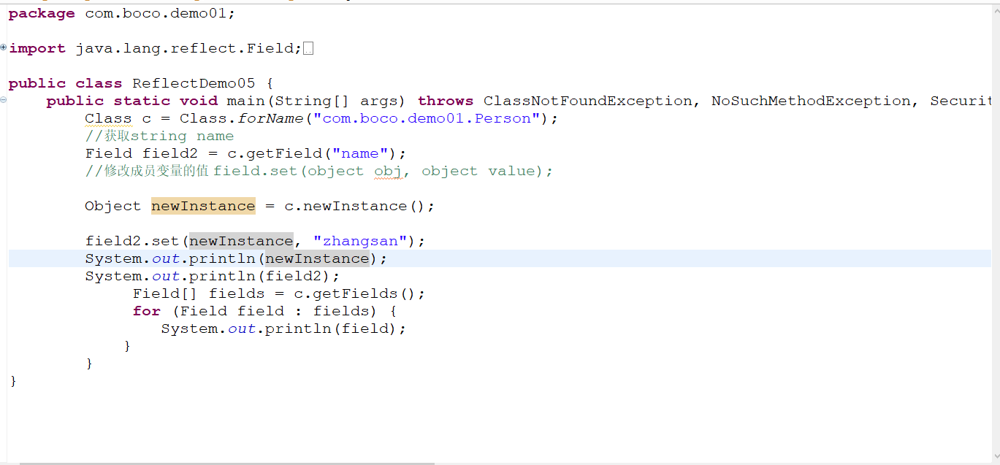 package com.boco.demo01;
import java.lang.reflect.Field;
public class ReflectDemo05 {
public static void main(String[] args) throws ClassNotFoundException, NoSuchMethodException, Securit
Class c = Class.forName("com.boco.demo01.Person");
//获取string name
Field field2 = c.getField("name");
//修改成员变量的值 field.set(object obj, object value);
Object newInstance = c.newInstance();
field2.set(newInstance, "zhangsan");
System.out.println(newInstance);
System.out.println(field2);
Field[] fields = c.getFields();
for (Field field : fields) {
System.out.println(field);
}
}
}